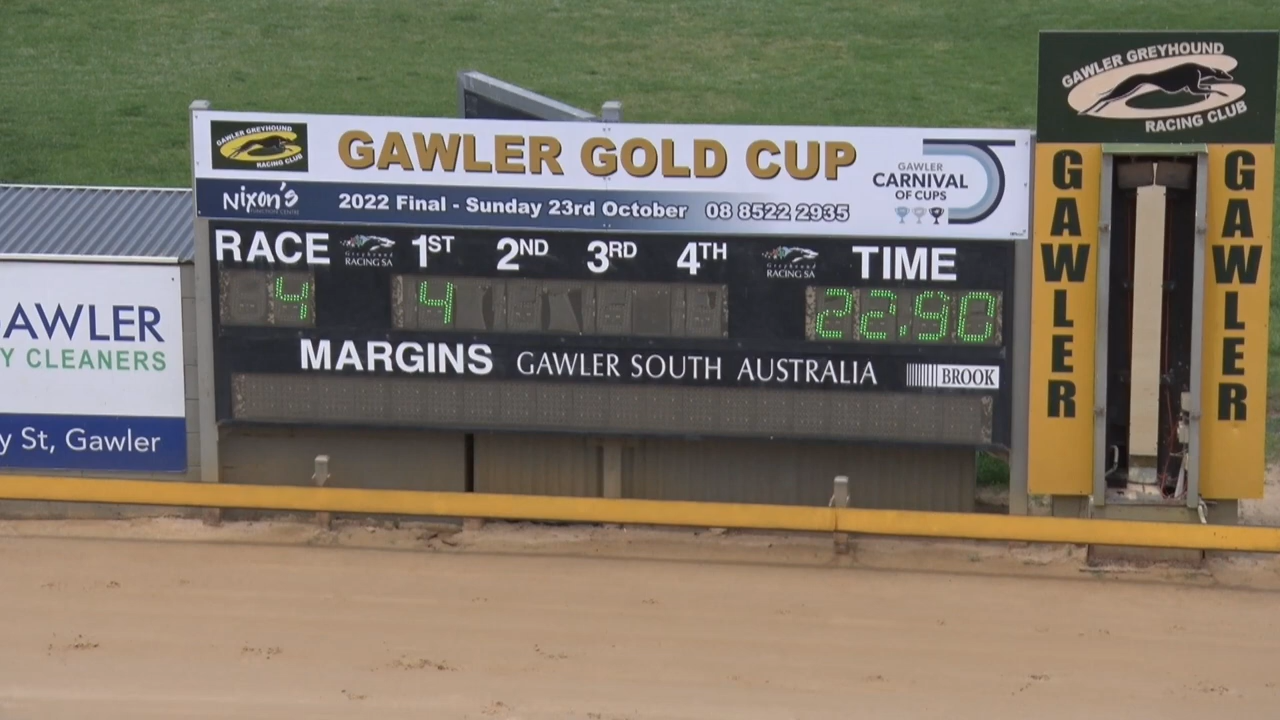 GAWLER GREYHOUND
RACING CLUB
GAWLER GOLD CUP
GAWLER
CARNIVAL
OF CUPS
Nixon's
FUNCTION CENTRE
2022 Final - Sunday 23rd October 08 8522 2935
RACE Greyhound RACING SA 1ST 2ND 3RD 4TH Greyhound RACING SA TIME
4 4 22.90
MARGINS GAWLER SOUTH AUSTRALIA BROOK
GAWLER GREYHOUND
RACING CLUB
GAWLER
GAWLER
AWLER
Y CLEANERS
y St, Gawler